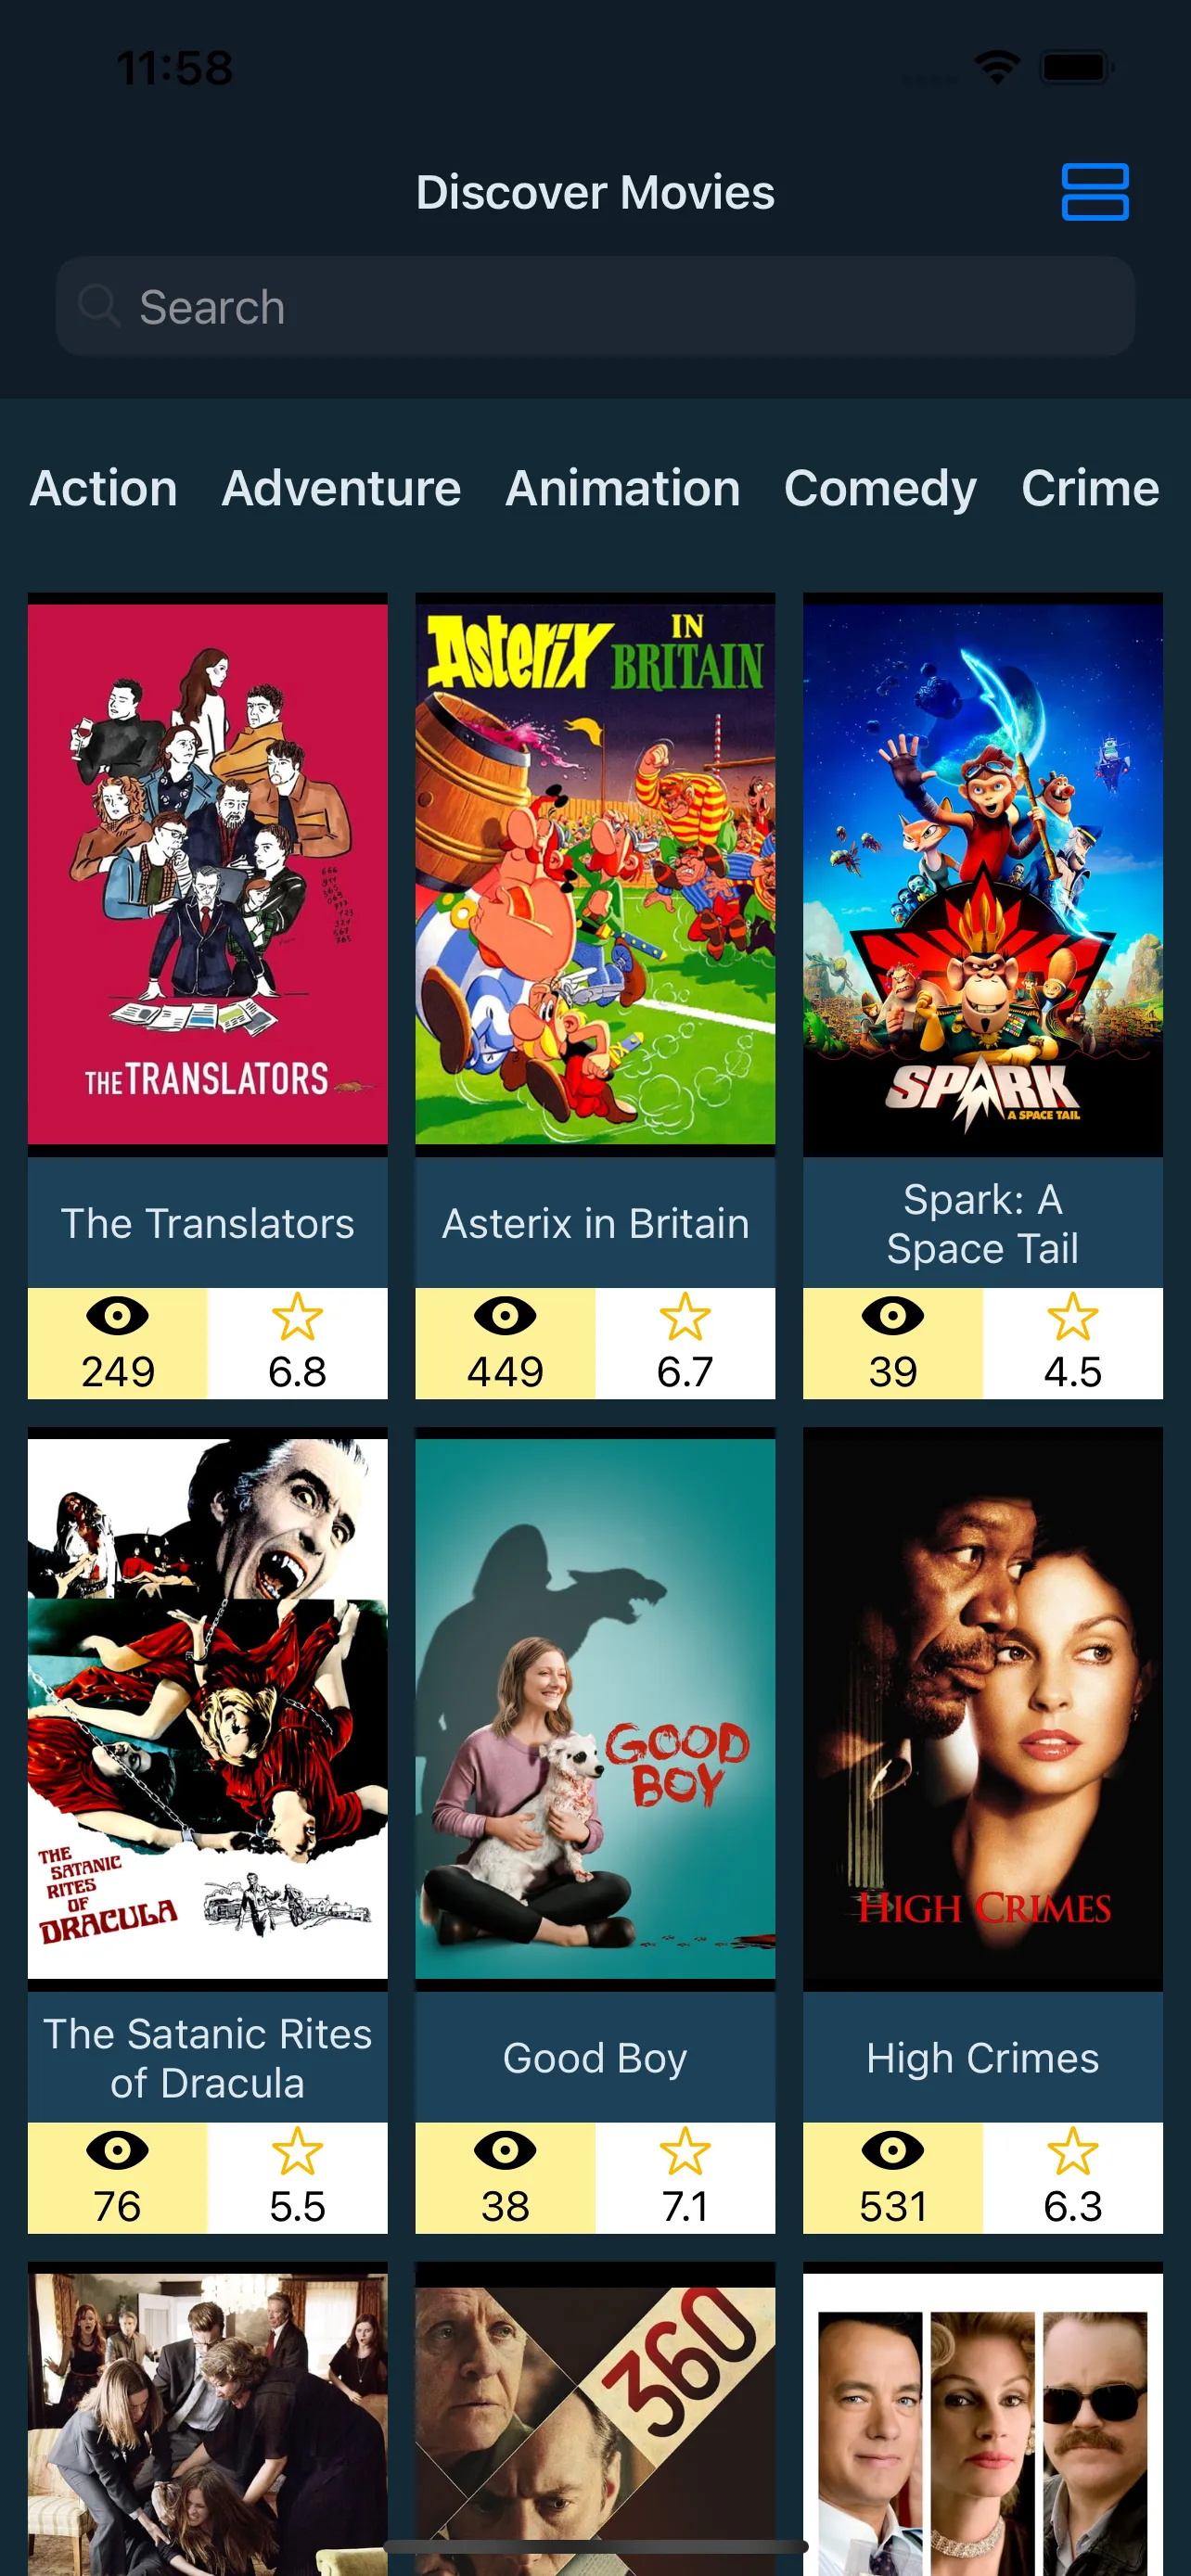 11:58
Discover Movies
Search
Action Adventure Animation Comedy Crime
THE TRANSLATORS
Asterix IN
BRITAIN
SPARK
A SPACE TAIL
The Translators
Asterix in Britain
Spark: A
Space Tail
249 6.8
449 6.7
39 4.5
THE
SATANIC
RITES
OF
DRACULA
GOOD
BOY
HIGH CRIMES
The Satanic Rites
of Dracula
Good Boy
High Crimes
76 5.5
38 7.1
531 6.3
360